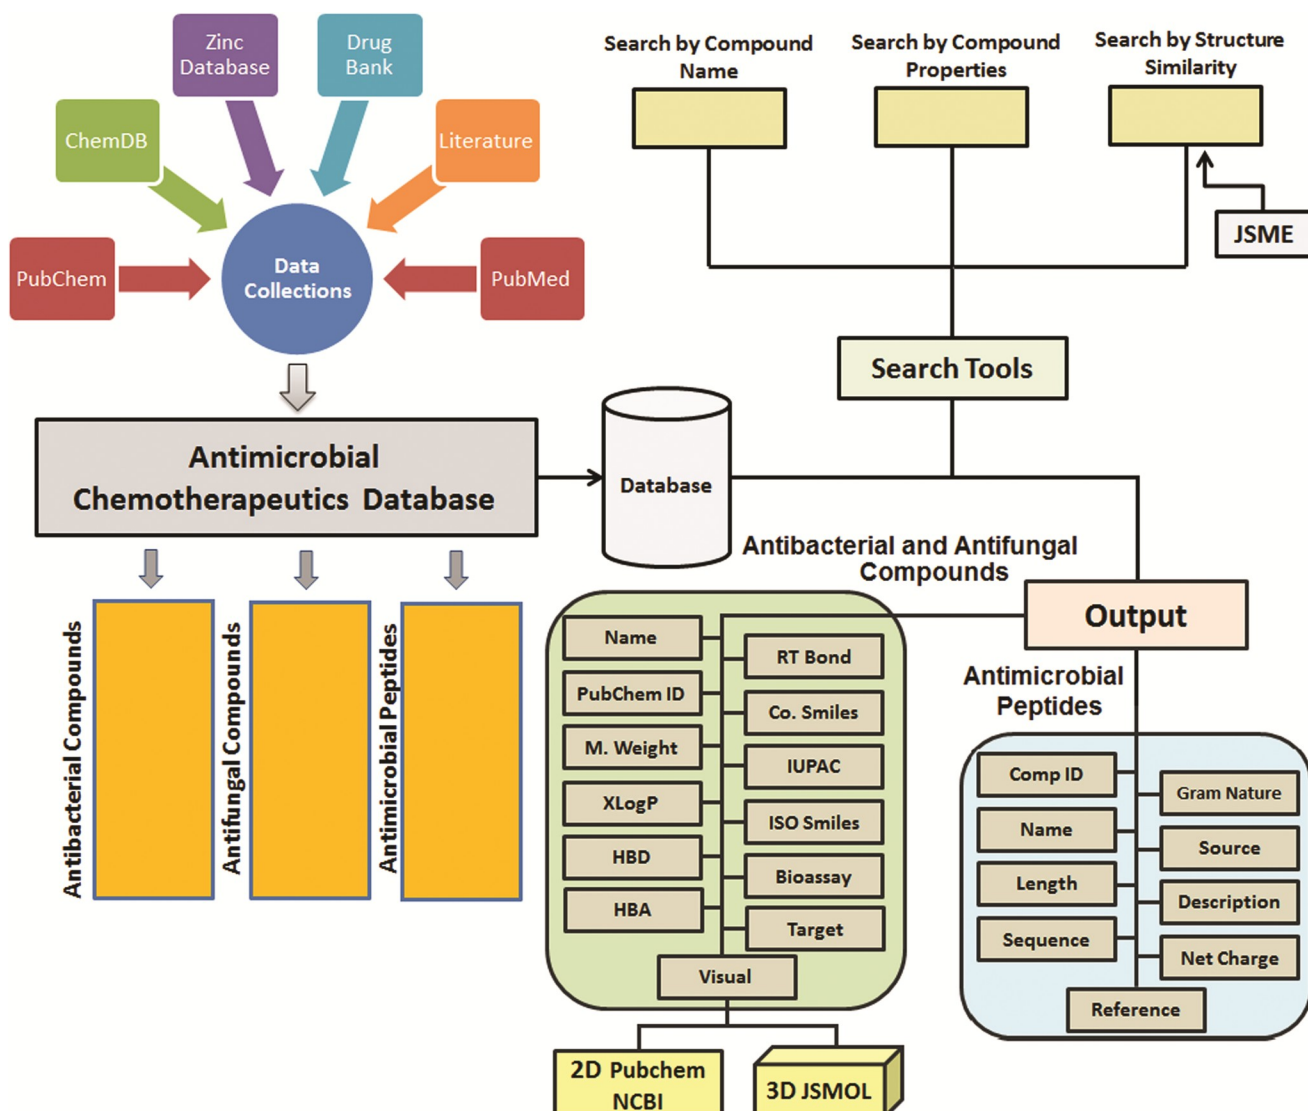 Zinc
Database
Drug
Bank
ChemDB
Literature
PubChem
Data
Collections
PubMed
Search by Compound
Name
Search by Compound
Properties
Search by Structure
Similarity
JSME
Search Tools
Antimicrobial
Chemotherapeutics Database
Database
Antibacterial Compounds
Antifungal Compounds
Antimicrobial Peptides
Antibacterial and Antifungal
Compounds
Output
Name
PubChem ID
M. Weight
XLogP
HBD
HBA
RT Bond
Co. Smiles
IUPAC
ISO Smiles
Bioassay
Target
Visual
2D Pubchem
NCBI
3D JSMOL
Antimicrobial
Peptides
Comp ID
Name
Length
Sequence
Gram Nature
Source
Description
Net Charge
Reference